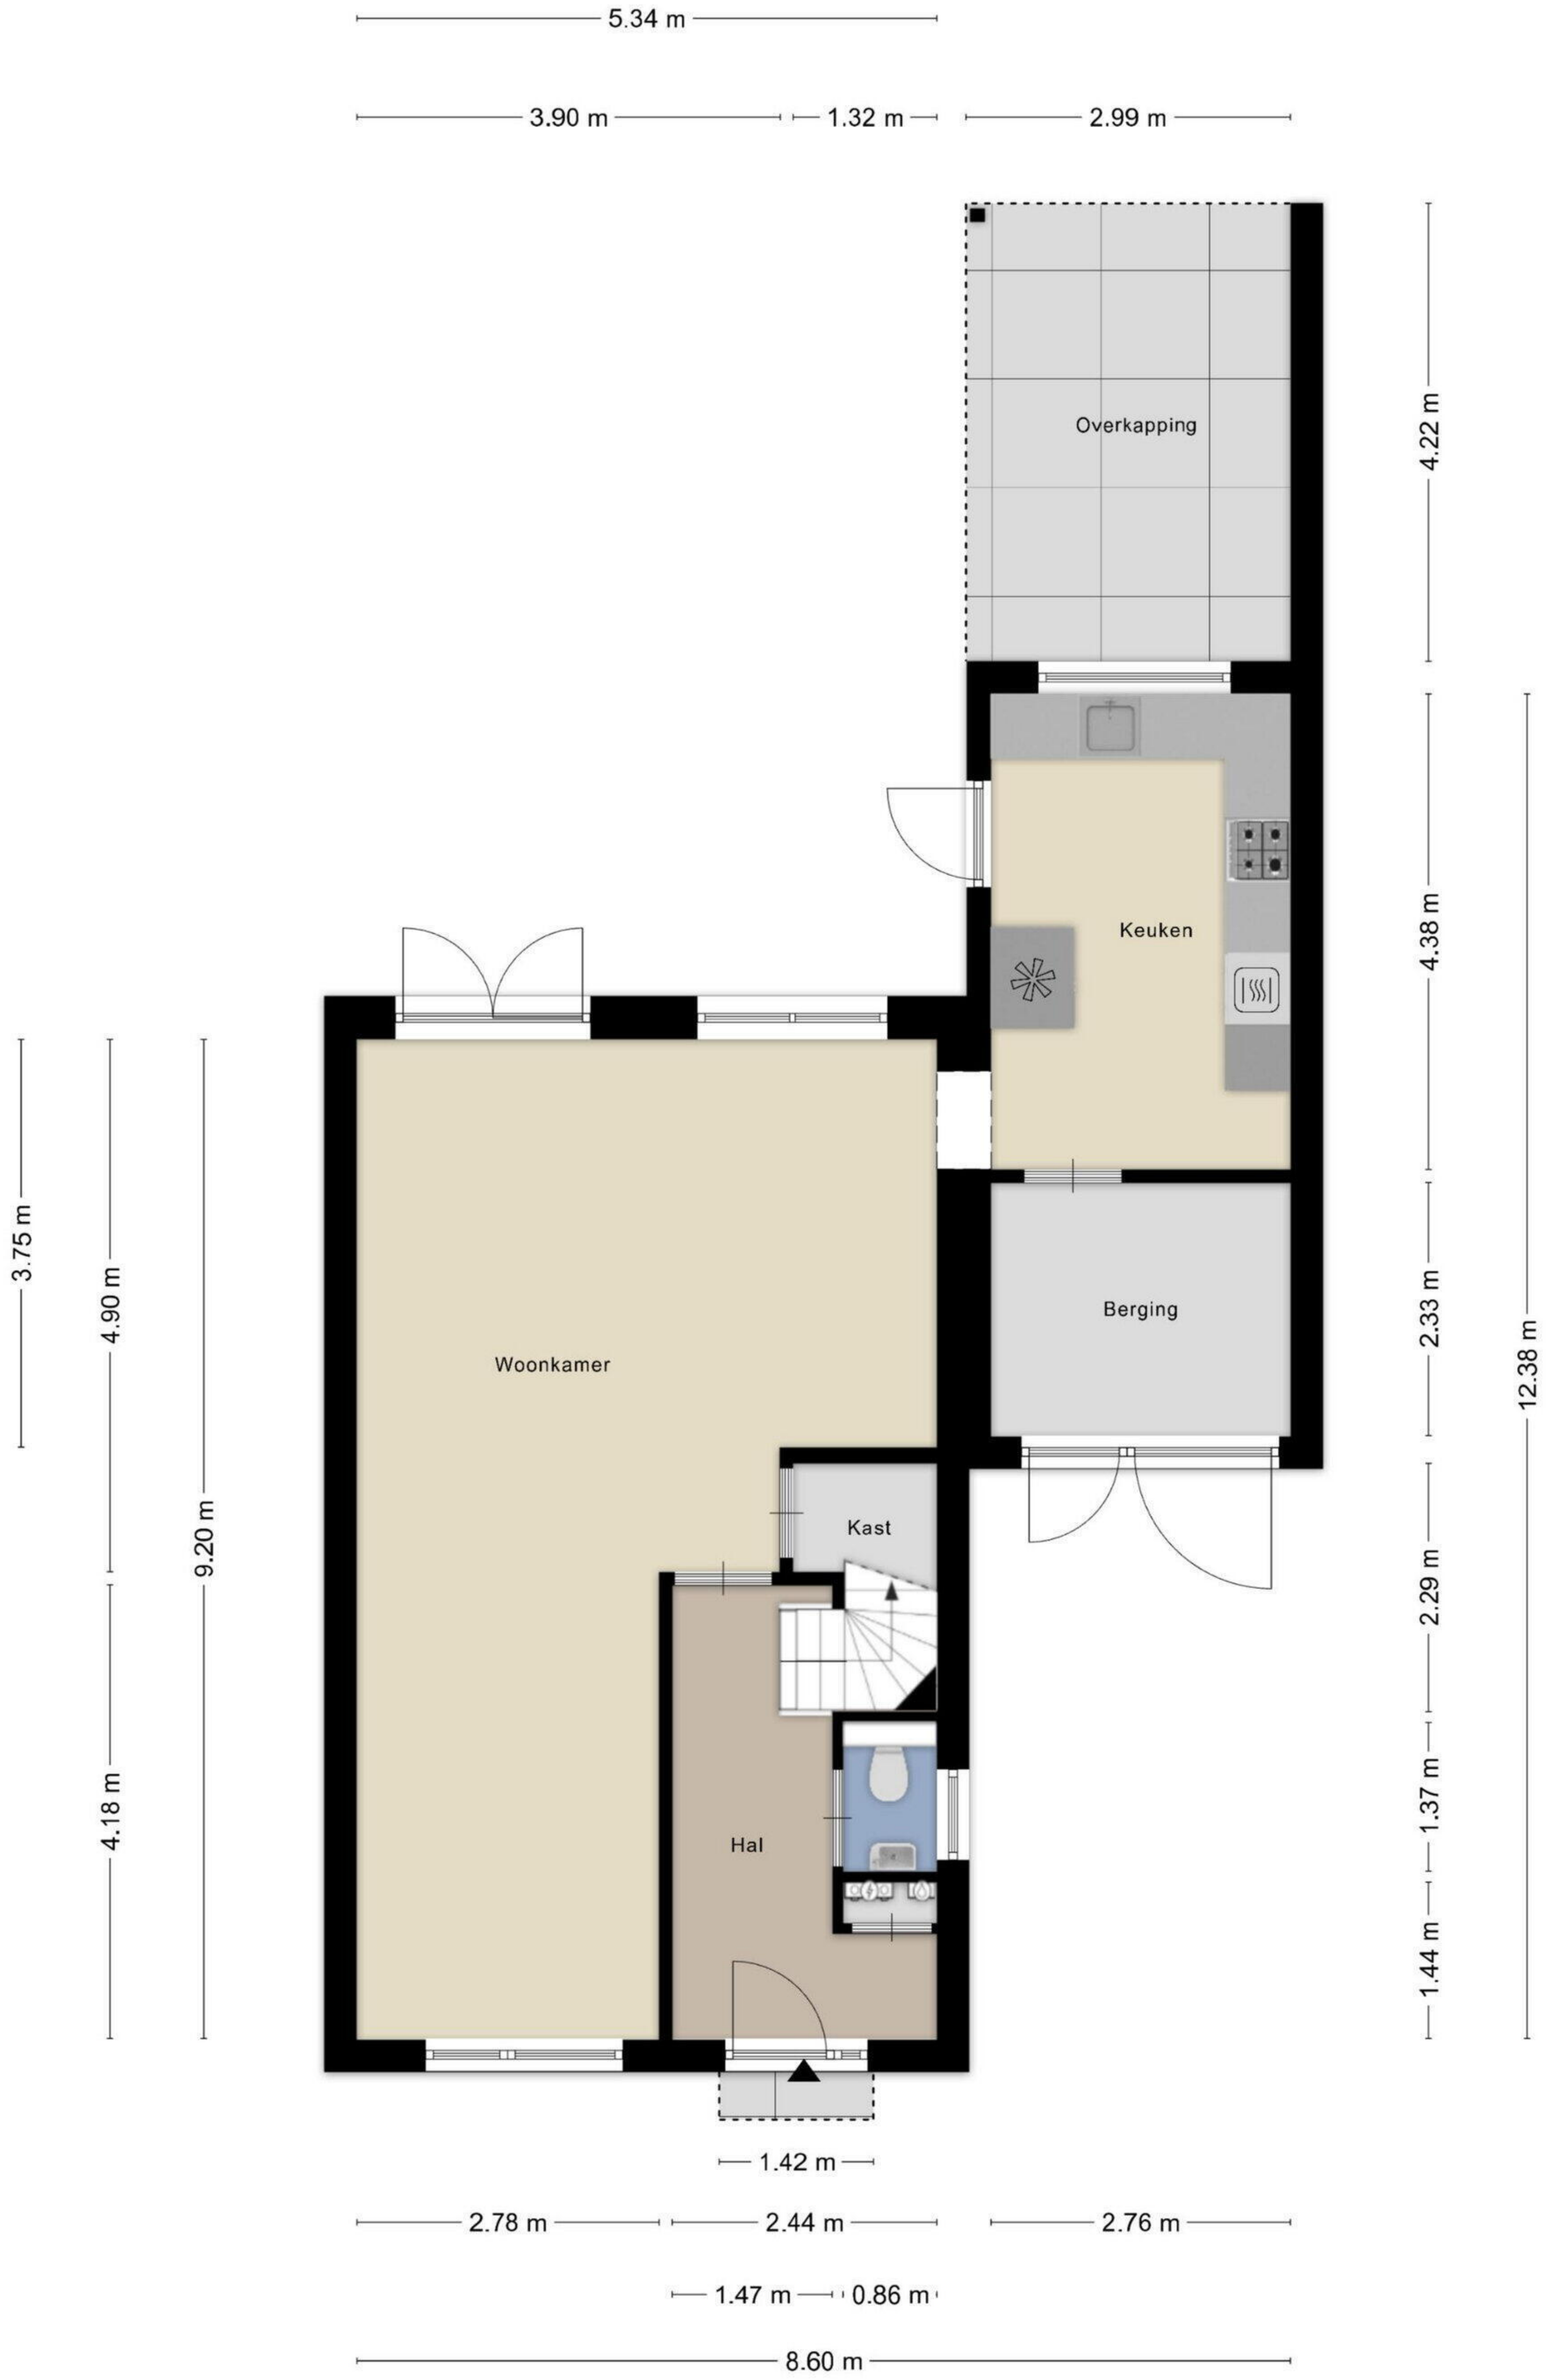 5.34 m
3.90 m
1.32 m
2.99 m
Overkapping
4.22 m
Keuken
4.38 m
3.75 m
4.90 m
9.20 m
Berging
2.33 m
12.38 m
Woonkamer
Kast
2.29 m
4.18 m
Hal
1.37 m
1.44 m
1.42 m
2.78 m
2.44 m
2.76 m
1.47 m
0.86 m
8.60 m